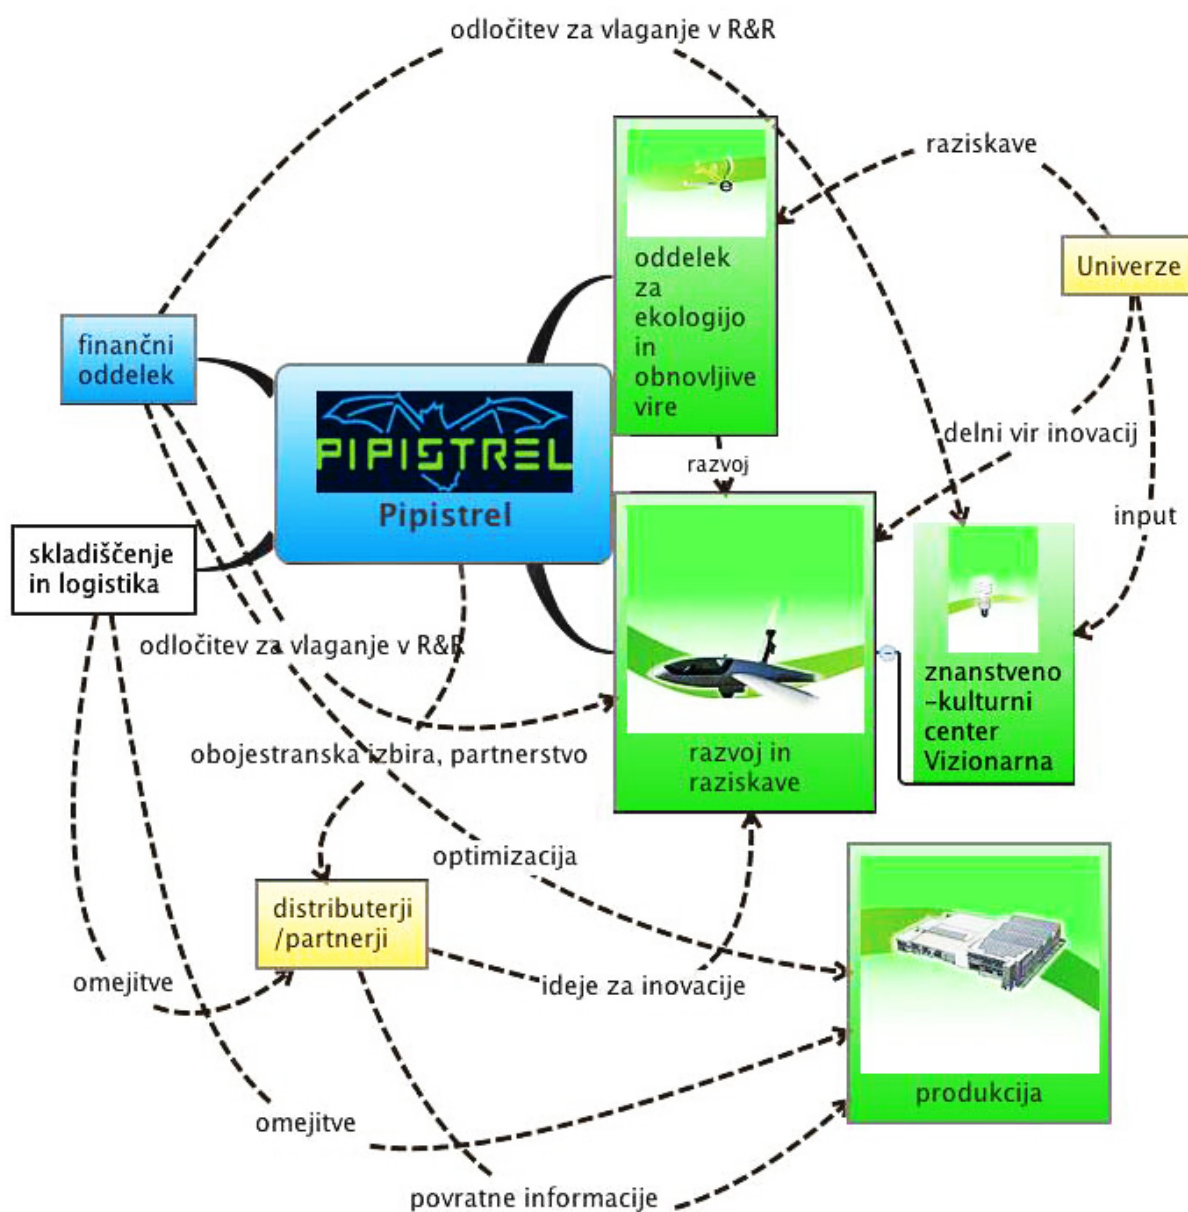 odločitev za vlaganje v R&R
raziskave
e
oddelek
za
ekologijo
in
obnovljive
vire
Univerze
finančni
oddelek
PIPISTREL
Pipistrel
razvoj
delni vir inovacij
input
skladiščenje
in logistika
odločitev za vlaganje v R&R
znanstveno
-kulturni
center
Vizionarna
obojestranska izbira, partnerstvo
razvoj in
raziskave
optimizacija
distributerji
/partnerji
omejitve
ideje za inovacije
produkcija
omejitve
povratne informacije